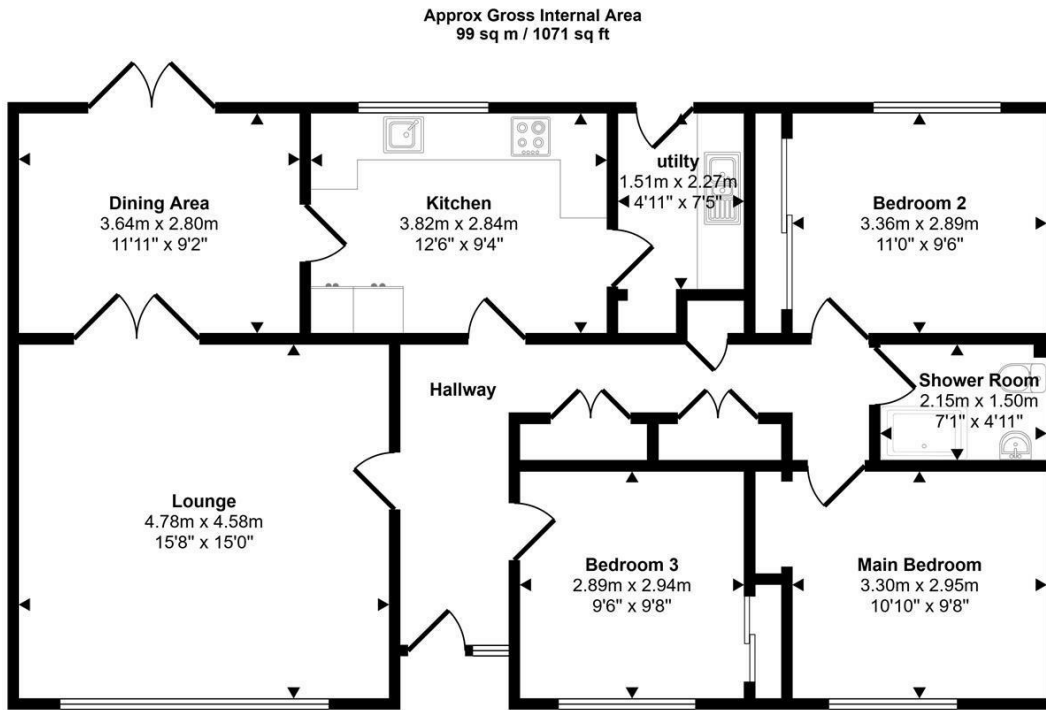 Approx Gross Internal Area
99 sq m / 1071 sq ft
Dining Area
3.64m x 2.80m
11'11" x 9'2"
Kitchen
3.82m x 2.84m
12'6" x 9'4"
utilty
1.51m x 2.27m
4'11" x 7'5"
Bedroom 2
3.36m x 2.89m
11'0" x 9'6"
Hallway
Shower Room
2.15m x 1.50m
7'1" x 4'11"
Lounge
4.78m x 4.58m
15'8" x 15'0"
Bedroom 3
2.89m x 2.94m
9'6" x 9'8"
Main Bedroom
3.30m x 2.95m
10'10" x 9'8"